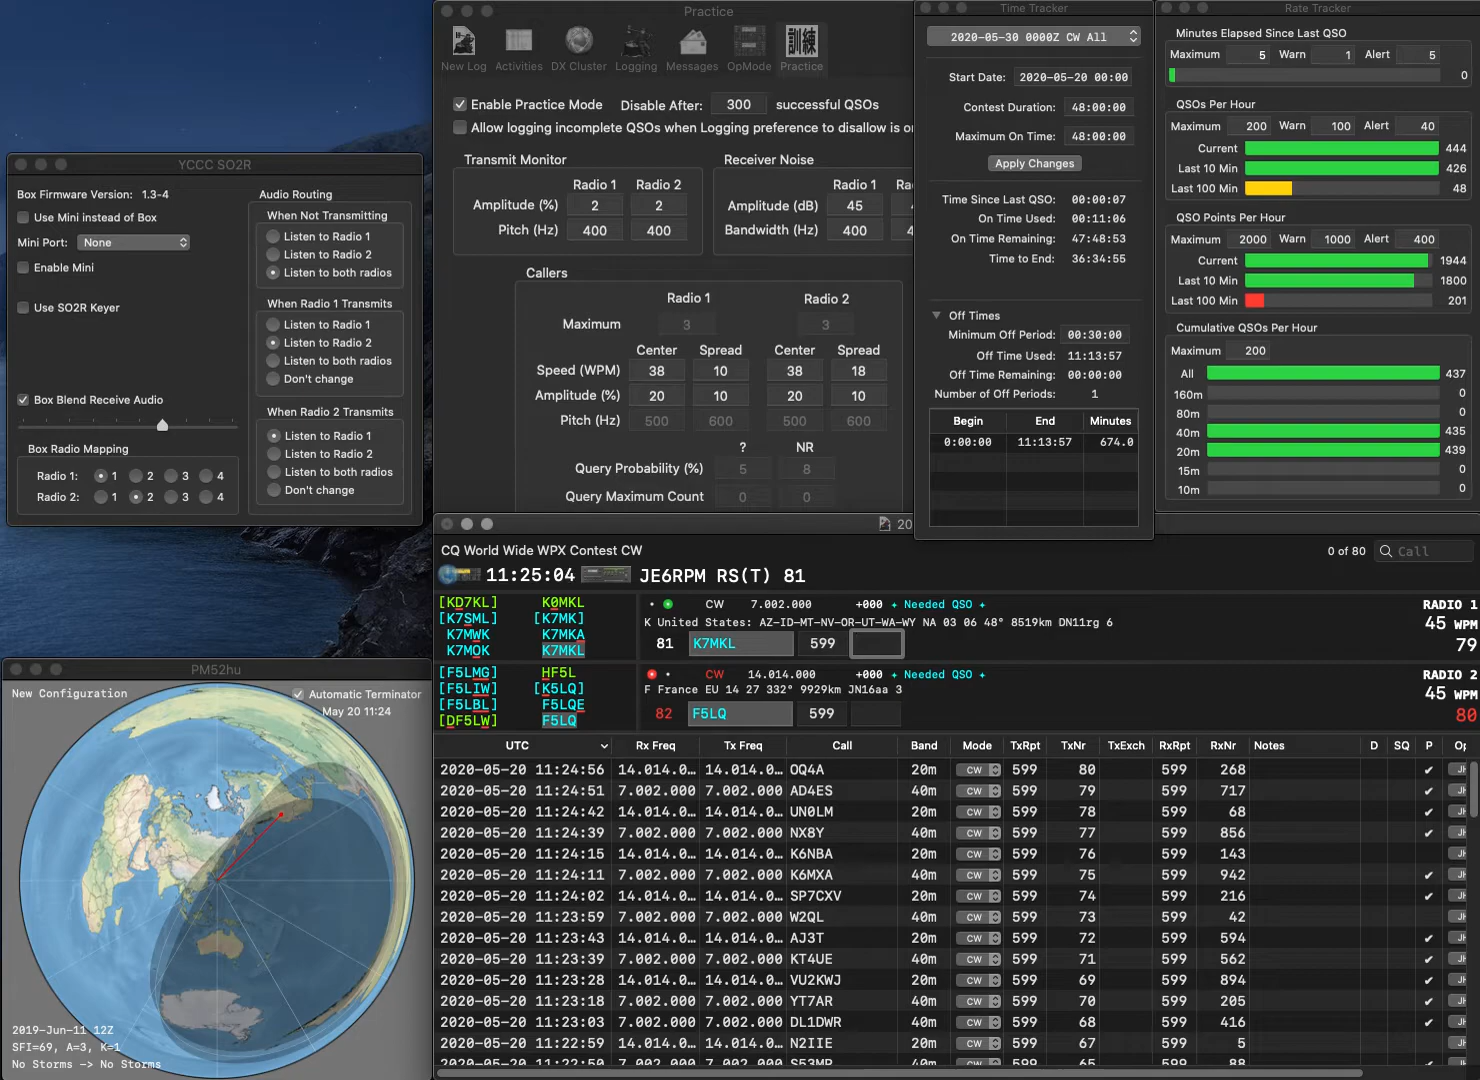 Practice
New Log
Activities
DX Cluster
Logging
Messages
OpMode
訓練
Practice
Enable Practice Mode
Disable After:
300
successful QSOs
Allow logging incomplete QSOs when Logging preference to disallow is
Transmit Monitor
Receiver Noise
Radio 1
Radio 2
Radio 1
Amplitude (%)
2
2
Amplitude (dB)
45
Pitch (Hz)
400
400
Bandwidth (Hz)
400
Callers
Radio 1
Radio 2
Maximum
3
3
Center
Spread
Center
Spread
Speed (WPM)
38
10
38
18
Amplitude (%)
20
10
20
10
Pitch (Hz)
500
600
500
600
?
NR
Query Probability (%)
5
8
Query Maximum Count
0
0
Time Tracker
2020-05-30 0000Z CW All
Start Date: 2020-05-20 00:00
Contest Duration: 48:00:00
Maximum On Time: 48:00:00
Apply Changes
Time Since Last QSO: 00:00:07
On Time Used: 00:11:06
On Time Remaining: 47:48:53
Time to End: 36:34:55
Off Times
Minimum Off Period: 00:30:00
Off Time Used: 11:13:57
Off Time Remaining: 00:00:00
Number of Off Periods: 1
Begin End Minutes
0:00:00 11:13:57 674.0
Rate Tracker
Minutes Elapsed Since Last QSO
Maximum 5 Warn 1 Alert 5
0
QSOs Per Hour
Maximum 200 Warn 100 Alert 40
Current 444
Last 10 Min 426
Last 100 Min 48
QSO Points Per Hour
Maximum 2000 Warn 1000 Alert 400
Current 1944
Last 10 Min 1800
Last 100 Min 201
Cumulative QSOs Per Hour
Maximum 200
All 437
160m 0
80m 0
40m 435
20m 439
15m 0
10m 0
YCCC SO2R
Box Firmware Version: 1.3-4
Use Mini instead of Box
Mini Port: None
Enable Mini
Use SO2R Keyer
Box Blend Receive Audio
Box Radio Mapping
Radio 1: 1 2 3 4
Radio 2: 1 2 3 4
Audio Routing
When Not Transmitting
Listen to Radio 1
Listen to Radio 2
Listen to both radios
When Radio 1 Transmits
Listen to Radio 1
Listen to Radio 2
Listen to both radios
Don't change
When Radio 2 Transmits
Listen to Radio 1
Listen to Radio 2
Listen to both radios
Don't change
PM52hu
New Configuration
Automatic Terminator
May 20 11:24
2019-Jun-11 12Z
SFI=69, A=3, K=1
No Storms -> No Storms
20
CQ World Wide WPX Contest CW
0 of 80
Call
11:25:04 JE6RPM RS(T) 81
[KD7KL] K0MKL
[K7SML] [K7MK]
K7MWK K7MKA
K7MOK K7MKL
CW 7.002.000 +000 + Needed QSO +
K United States: AZ-ID-MT-NV-OR-UT-WA-WY NA 03 06 48° 8519km DN11rg 6
81 K7MKL 599
RADIO 1
45 WPM
79
[F5LMG] HF5L
[F5LIW] [K5LQ]
[F5LBL] F5LQE
[DF5LW] F5LQ
CW 14.014.000 +000 + Needed QSO +
F France EU 14 27 332° 9929km JN16aa 3
82 F5LQ 599
RADIO 2
45 WPM
80
UTC Rx Freq Tx Freq Call Band Mode TxRpt TxNr TxExch RxRpt RxNr Notes D SQ P Op
2020-05-20 11:24:56 14.014.0… 14.014.0… OQ4A 20m CW 599 80 599 268 ✔
2020-05-20 11:24:51 7.002.000 7.002.000 AD4ES 40m CW 599 79 599 717 ✔
2020-05-20 11:24:42 14.014.0… 14.014.0… UN0LM 20m CW 599 78 599 68 ✔
2020-05-20 11:24:39 7.002.000 7.002.000 NX8Y 40m CW 599 77 599 856 ✔
2020-05-20 11:24:15 14.014.0… 14.014.0… K6NBA 20m CW 599 76 599 143
2020-05-20 11:24:11 7.002.000 7.002.000 K6MXA 40m CW 599 75 599 942 ✔
2020-05-20 11:24:02 14.014.0… 14.014.0… SP7CXV 20m CW 599 74 599 216 ✔
2020-05-20 11:23:59 7.002.000 7.002.000 W2QL 40m CW 599 73 599 42
2020-05-20 11:23:43 14.014.0… 14.014.0… AJ3T 20m CW 599 72 599 594 ✔
2020-05-20 11:23:39 7.002.000 7.002.000 KT4UE 40m CW 599 71 599 562 ✔
2020-05-20 11:23:28 14.014.0… 14.014.0… VU2KWJ 20m CW 599 69 599 894 ✔
2020-05-20 11:23:18 7.002.000 7.002.000 YT7AR 40m CW 599 70 599 205 ✔
2020-05-20 11:23:03 7.002.000 7.002.000 DL1DWR 40m CW 599 68 599 416 ✔
2020-05-20 11:22:59 14.014.0… 14.014.0… N2IIE 20m CW 599 67 599 5
2020-05-20 11:22:50 7.002.000 7.002.000 S53MR 40m CW 599 65 599 88